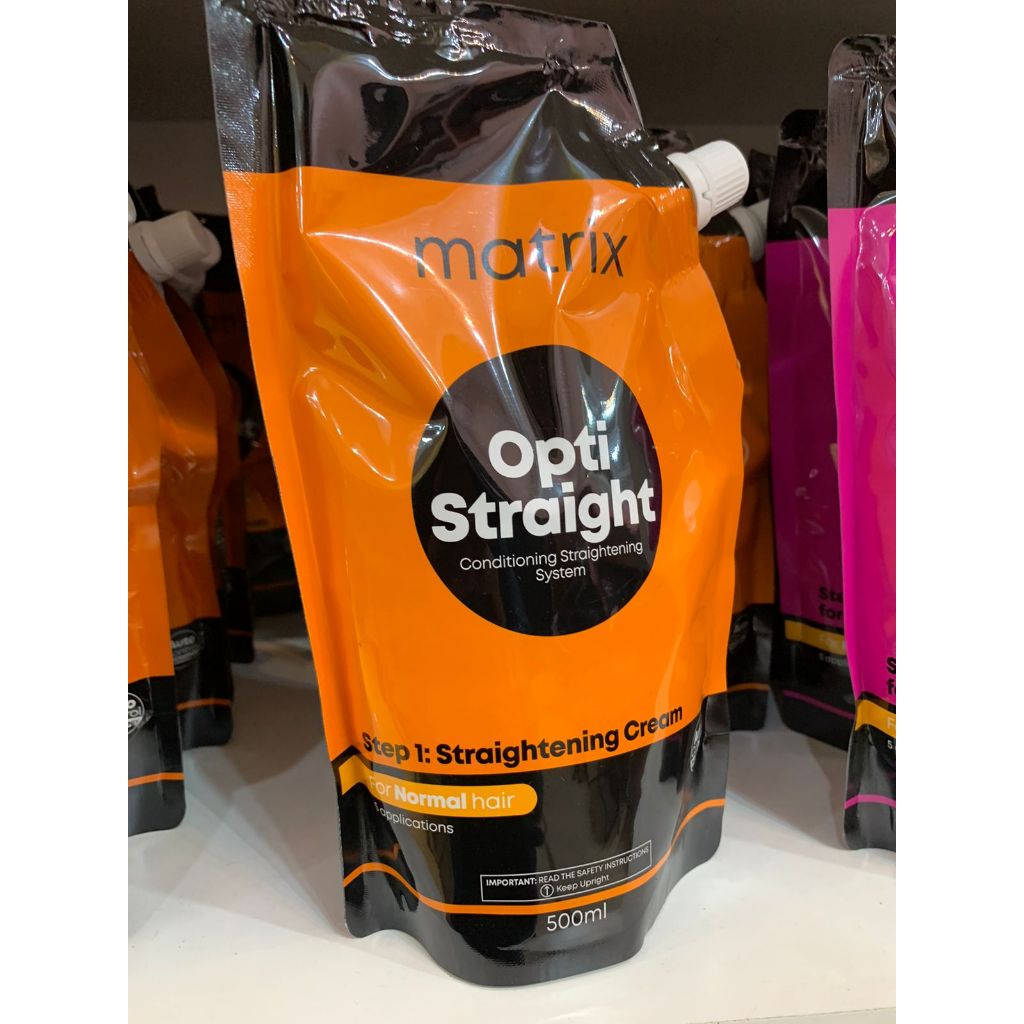 matrix
Opti
Straight
Conditioning Straightening
System
Step 1: Straightening Cream
For Normal hair
5 applications
IMPORTANT: READ THE SAFETY INSTRUCTIONS
Keep Upright
500ml